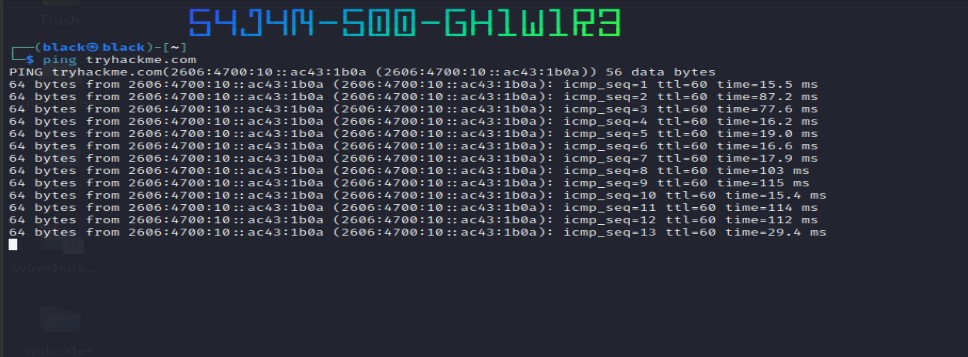 S4J4N-S00-GH1W1R3
Trash
┌──(black㉿black)-[~]
└─$ ping tryhackme.com
PING tryhackme.com(2606:4700:10::ac43:1b0a (2606:4700:10::ac43:1b0a)) 56 data bytes
64 bytes from 2606:4700:10::ac43:1b0a (2606:4700:10::ac43:1b0a): icmp_seq=1 ttl=60 time=15.5 ms
64 bytes from 2606:4700:10::ac43:1b0a (2606:4700:10::ac43:1b0a): icmp_seq=2 ttl=60 time=87.2 ms
64 bytes from 2606:4700:10::ac43:1b0a (2606:4700:10::ac43:1b0a): icmp_seq=3 ttl=60 time=77.6 ms
64 bytes from 2606:4700:10::ac43:1b0a (2606:4700:10::ac43:1b0a): icmp_seq=4 ttl=60 time=16.2 ms
64 bytes from 2606:4700:10::ac43:1b0a (2606:4700:10::ac43:1b0a): icmp_seq=5 ttl=60 time=19.0 ms
64 bytes from 2606:4700:10::ac43:1b0a (2606:4700:10::ac43:1b0a): icmp_seq=6 ttl=60 time=16.6 ms
64 bytes from 2606:4700:10::ac43:1b0a (2606:4700:10::ac43:1b0a): icmp_seq=7 ttl=60 time=17.9 ms
64 bytes from 2606:4700:10::ac43:1b0a (2606:4700:10::ac43:1b0a): icmp_seq=8 ttl=60 time=103 ms
64 bytes from 2606:4700:10::ac43:1b0a (2606:4700:10::ac43:1b0a): icmp_seq=9 ttl=60 time=115 ms
64 bytes from 2606:4700:10::ac43:1b0a (2606:4700:10::ac43:1b0a): icmp_seq=10 ttl=60 time=15.4 ms
64 bytes from 2606:4700:10::ac43:1b0a (2606:4700:10::ac43:1b0a): icmp_seq=11 ttl=60 time=114 ms
64 bytes from 2606:4700:10::ac43:1b0a (2606:4700:10::ac43:1b0a): icmp_seq=12 ttl=60 time=112 ms
64 bytes from 2606:4700:10::ac43:1b0a (2606:4700:10::ac43:1b0a): icmp_seq=13 ttl=60 time=29.4 ms
wireshark...
gobuster